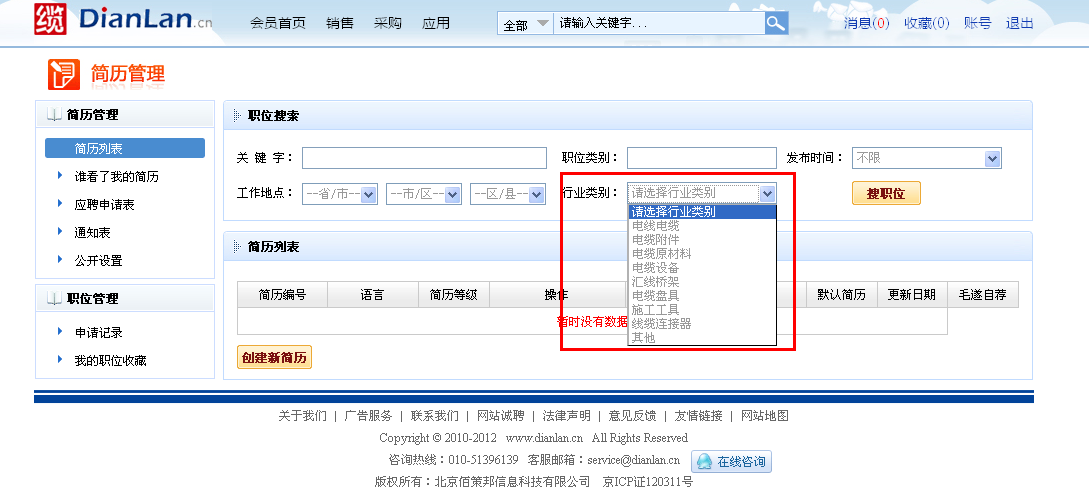 缆 DianLan.cn 会员首页 销售 采购 应用 全部 请输入关键字... 消息(0) 收藏(0) 账号 退出
简历管理
简历管理
简历列表
谁看了我的简历
应聘申请表
通知表
公开设置
职位管理
申请记录
我的职位收藏
职位搜索
关 键 字： 职位类别： 发布时间： 不限
工作地点： --省/市-- --市/区-- --区/县-- 行业类别： 请选择行业类别 搜职位
请选择行业类别
电线电缆
电缆附件
电缆原材料
电缆设备
汇线桥架
电缆盘具
施工工具
线缆连接器
其他
简历列表
简历编号 语言 简历等级 操作 默认简历 更新日期 毛遂自荐
暂时没有数据
创建新简历
关于我们 | 广告服务 | 联系我们 | 网站诚聘 | 法律声明 | 意见反馈 | 友情链接 | 网站地图
Copyright © 2010-2012 www.dianlan.cn All Rights Reserved
咨询热线：010-51396139 客服邮箱：service@dianlan.cn 在线咨询
版权所有：北京佰策邦信息科技有限公司 京ICP证120311号